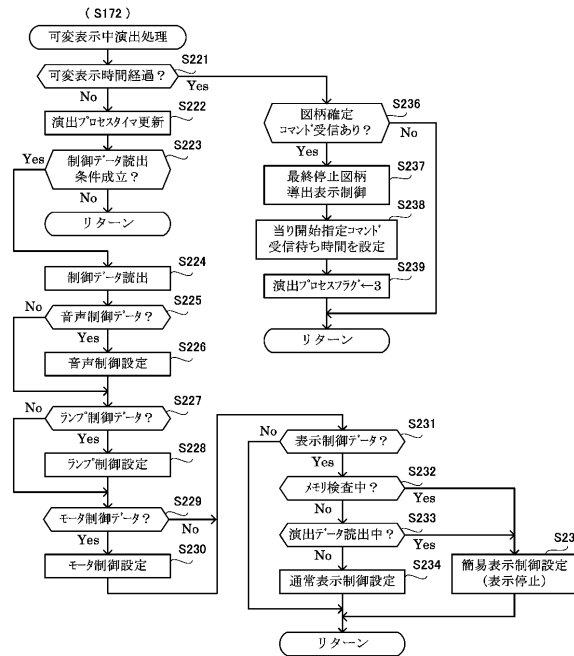 (S172)
可変表示中演出処理
可変表示時間経過?
S221
Yes
No
S222
演出プロセスタイマ更新
S223
Yes
制御データ読出
条件成立?
No
リターン
S224
制御データ読出
S225
No
音声制御データ?
Yes
S226
音声制御設定
S227
No
ランプ制御データ?
Yes
S228
ランプ制御設定
S229
モータ制御データ?
No
Yes
S230
モータ制御設定
S236
図柄確定
コマンド受信あり?
No
Yes
S237
最終停止図柄
導出表示制御
S238
当り開始指定コマンド
受信待ち時間を設定
S239
演出プロセスフラグ←3
リターン
S231
No
表示制御データ?
Yes
S232
メモリ検査中?
Yes
No
S233
演出データ読出中?
Yes
No
S234
通常表示制御設定
S23
簡易表示制御設定
(表示停止)
リターン